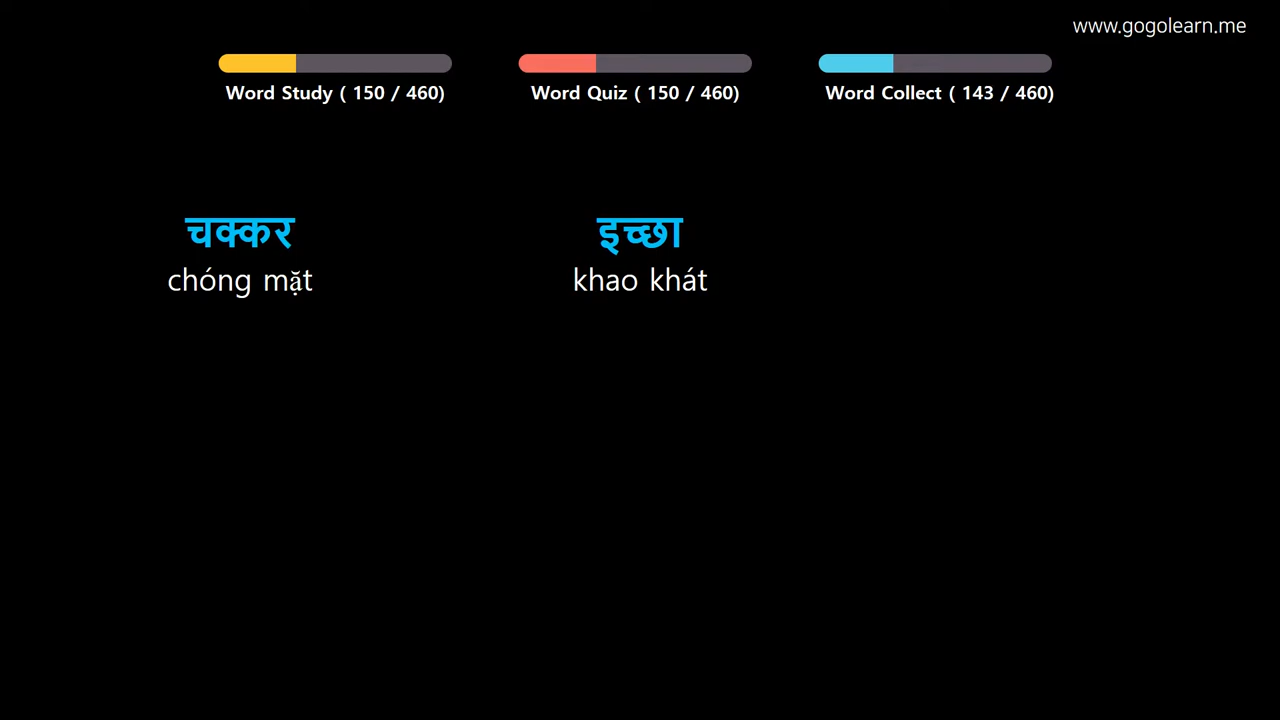 www.gogolearn.me
Word Study ( 150 / 460)
Word Quiz ( 150 / 460)
Word Collect ( 143 / 460)
चक्कर
chóng mặt
इच्छा
khao khát